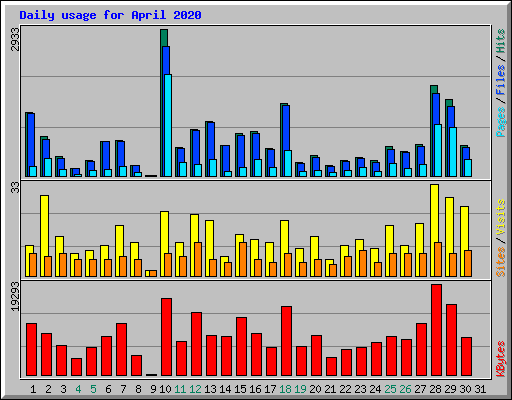 Daily usage for April 2020
2933
Pages / Files / Hits
33
Sites / Visits
19293
KBytes
1 2 3 4 5 6 7 8 9 10 11 12 13 14 15 16 17 18 19 20 21 22 23 24 25 26 27 28 29 30 31